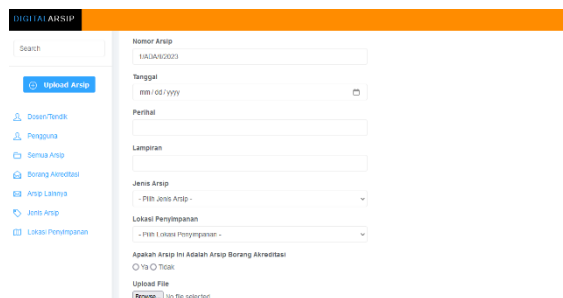 DIGITALARSIP
Search
Upload Arsip
Dosen/Tendik
Pengguna
Semua Arsip
Borang Akreditasi
Arsip Lainnya
Jenis Arsip
Lokasi Penyimpanan
Nomor Arsip
1/ADA/II/2023
Tanggal
mm/dd/yyyy
Perihal
Lampiran
Jenis Arsip
- Pilih Jenis Arsip -
Lokasi Penyimpanan
- Pilih Lokasi Penyimpanan -
Apakah Arsip Ini Adalah Arsip Borang Akreditasi
Ya Tidak
Upload File
Browse... No file selected.